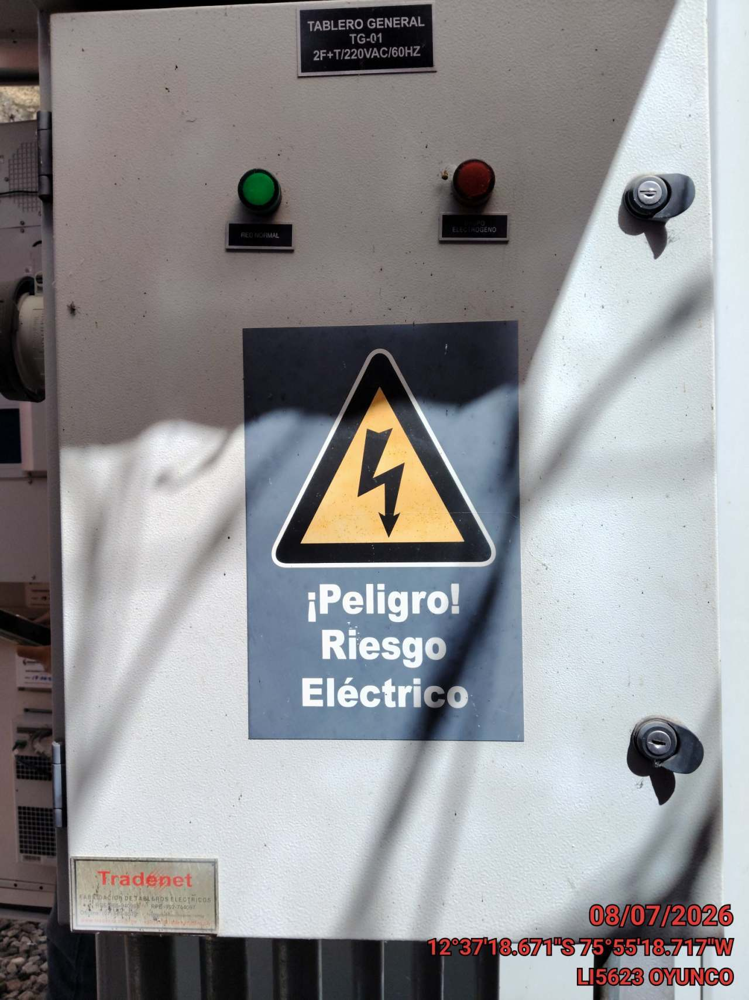 TABLERO GENERAL
TG-01
2F+T/220VAC/60HZ
RED NORMAL
ELECTROGENO
¡Peligro!
Riesgo
Eléctrico
Tradenet
FABRICACION DE TABLEROS ELECTRICOS
08/07/2026
12°37'18.671"S 75°55'18.717"W
LI5623 OYUNCO